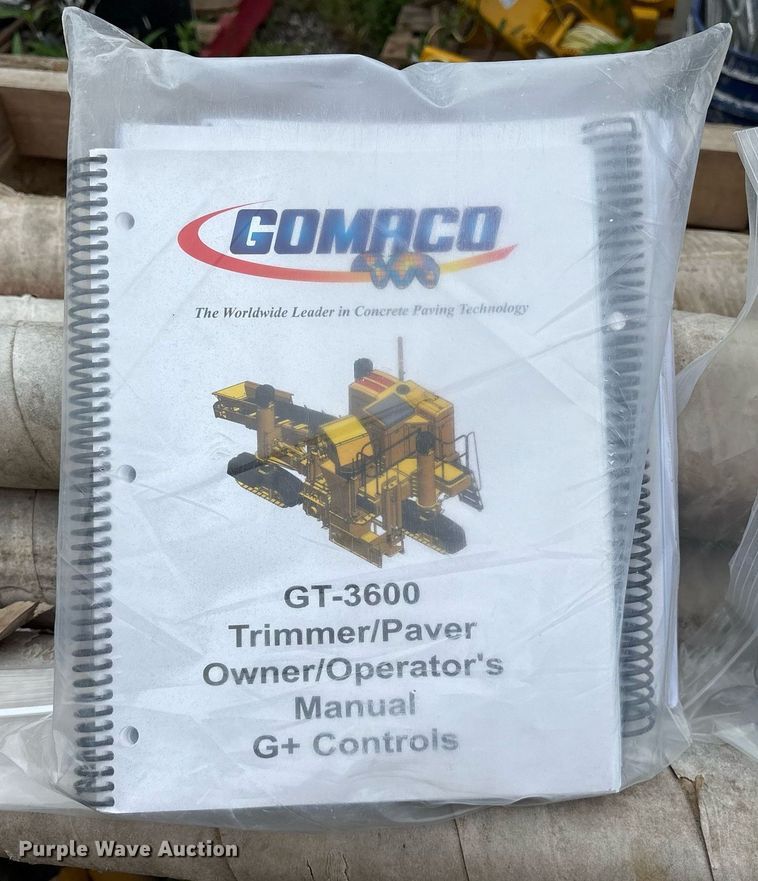 GOMACO
The Worldwide Leader in Concrete Paving Technology
GT-3600
Trimmer/Paver
Owner/Operator's
Manual
G+ Controls
Purple Wave Auction